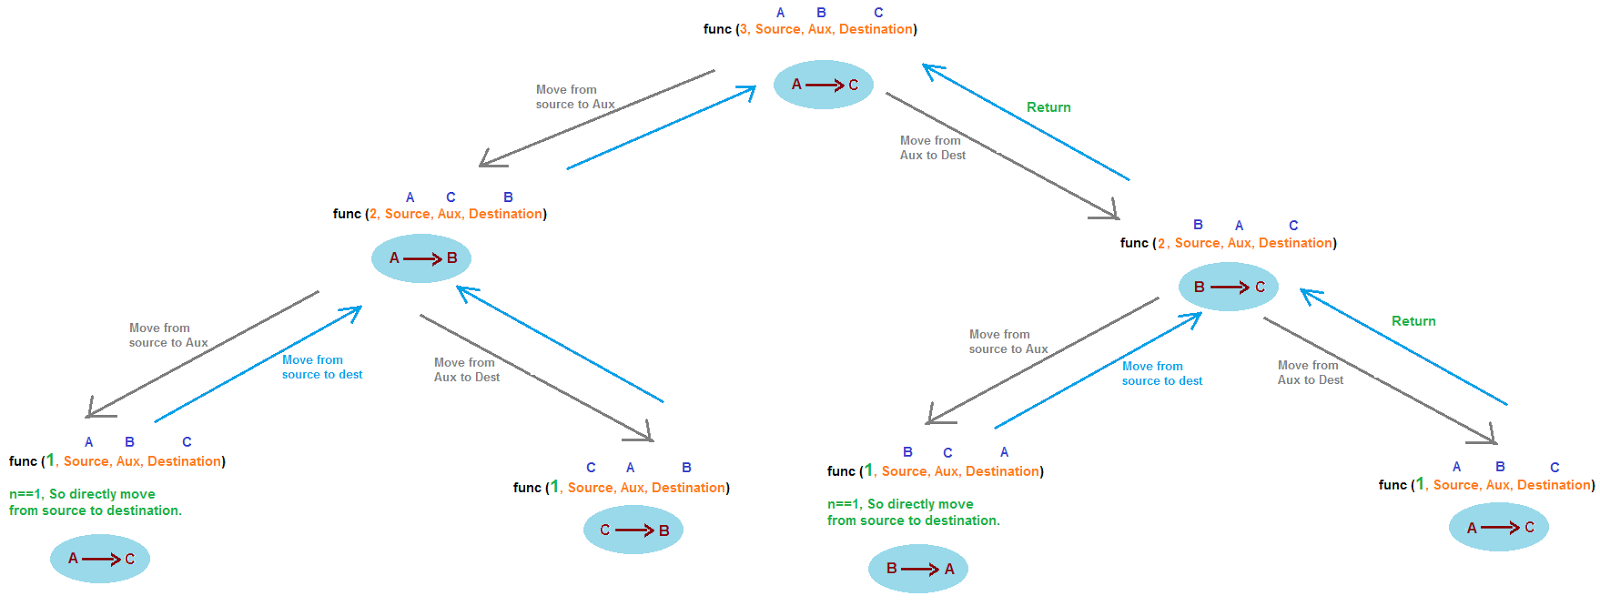 A B C
func (3, Source, Aux, Destination)
A C
Move from
source to Aux
Return
Move from
Aux to Dest
A C B
func (2, Source, Aux, Destination)
A B
B A C
func (2, Source, Aux, Destination)
B C
Move from
source to Aux
Move from
source to dest
Move from
Aux to Dest
Move from
source to Aux
Move from
source to dest
Return
Move from
Aux to Dest
A B C
func (1, Source, Aux, Destination)
n==1, So directly move
from source to destination.
A C
C A B
func (1, Source, Aux, Destination)
C B
B C A
func (1, Source, Aux, Destination)
n==1, So directly move
from source to destination.
B A
A B C
func (1, Source, Aux, Destination)
A C